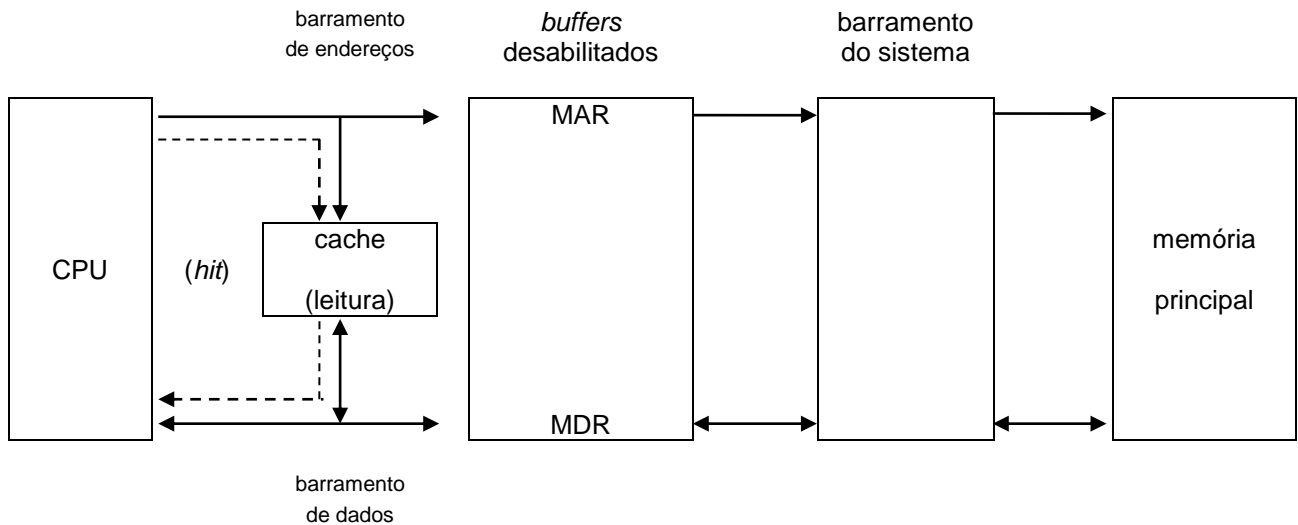 barramento
de endereços
buffers
desabilitados
barramento
do sistema
CPU
(hit)
cache
(leitura)
MAR
MDR
memória
principal
barramento
de dados